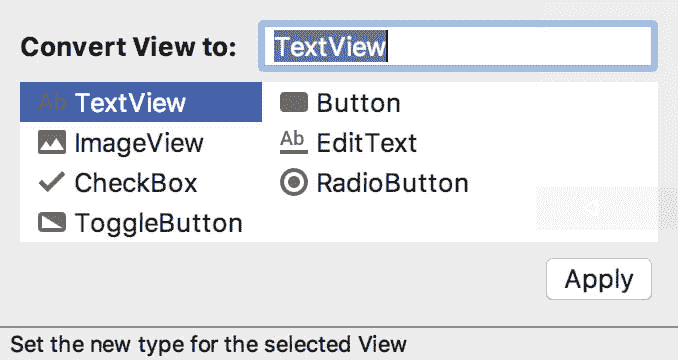 Convert View to: TextView
Ab TextView Button
ImageView Ab EditText
CheckBox RadioButton
ToggleButton
Apply
Set the new type for the selected View